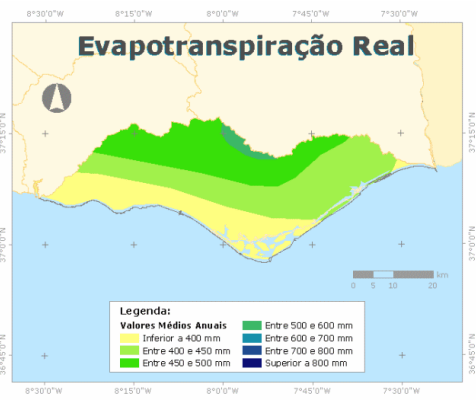 8°30'0"W 8°15'0"W 8°0'0"W 7°45'0"W 7°30'0"W
Evapotranspiração Real
37°15'0"N 37°15'0"N
37°0'0"N 37°0'0"N
0 5 10 20 km
Legenda:
Valores Médios Anuais
Inferior a 400 mm
Entre 400 e 450 mm
Entre 450 e 500 mm
Entre 500 e 600 mm
Entre 600 e 700 mm
Entre 700 e 800 mm
Superior a 800 mm
36°45'0"N 36°45'0"N
8°30'0"W 8°15'0"W 8°0'0"W 7°45'0"W 7°30'0"W